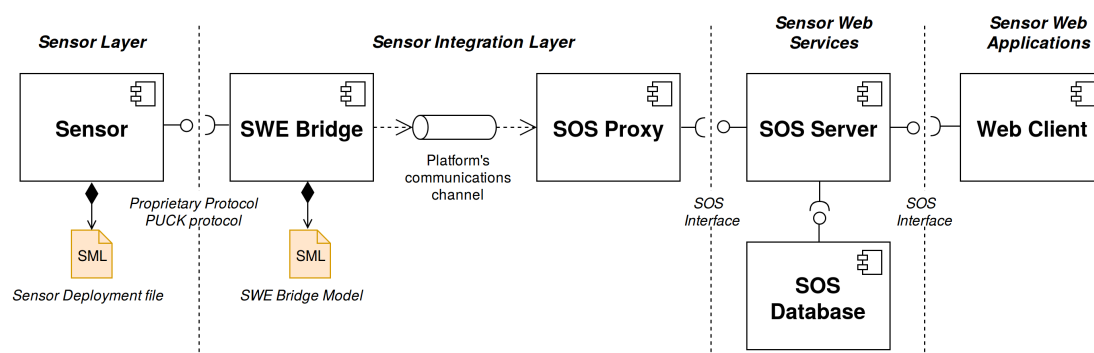 Sensor Layer
Sensor Integration Layer
Sensor Web
Services
Sensor Web
Applications
Sensor
SWE Bridge
SOS Proxy
SOS Server
Web Client
Platform's
communications
channel
Proprietary Protocol
PUCK protocol
SOS
Interface
SOS
Interface
SML
SML
Sensor Deployment file
SWE Bridge Model
SOS
Database